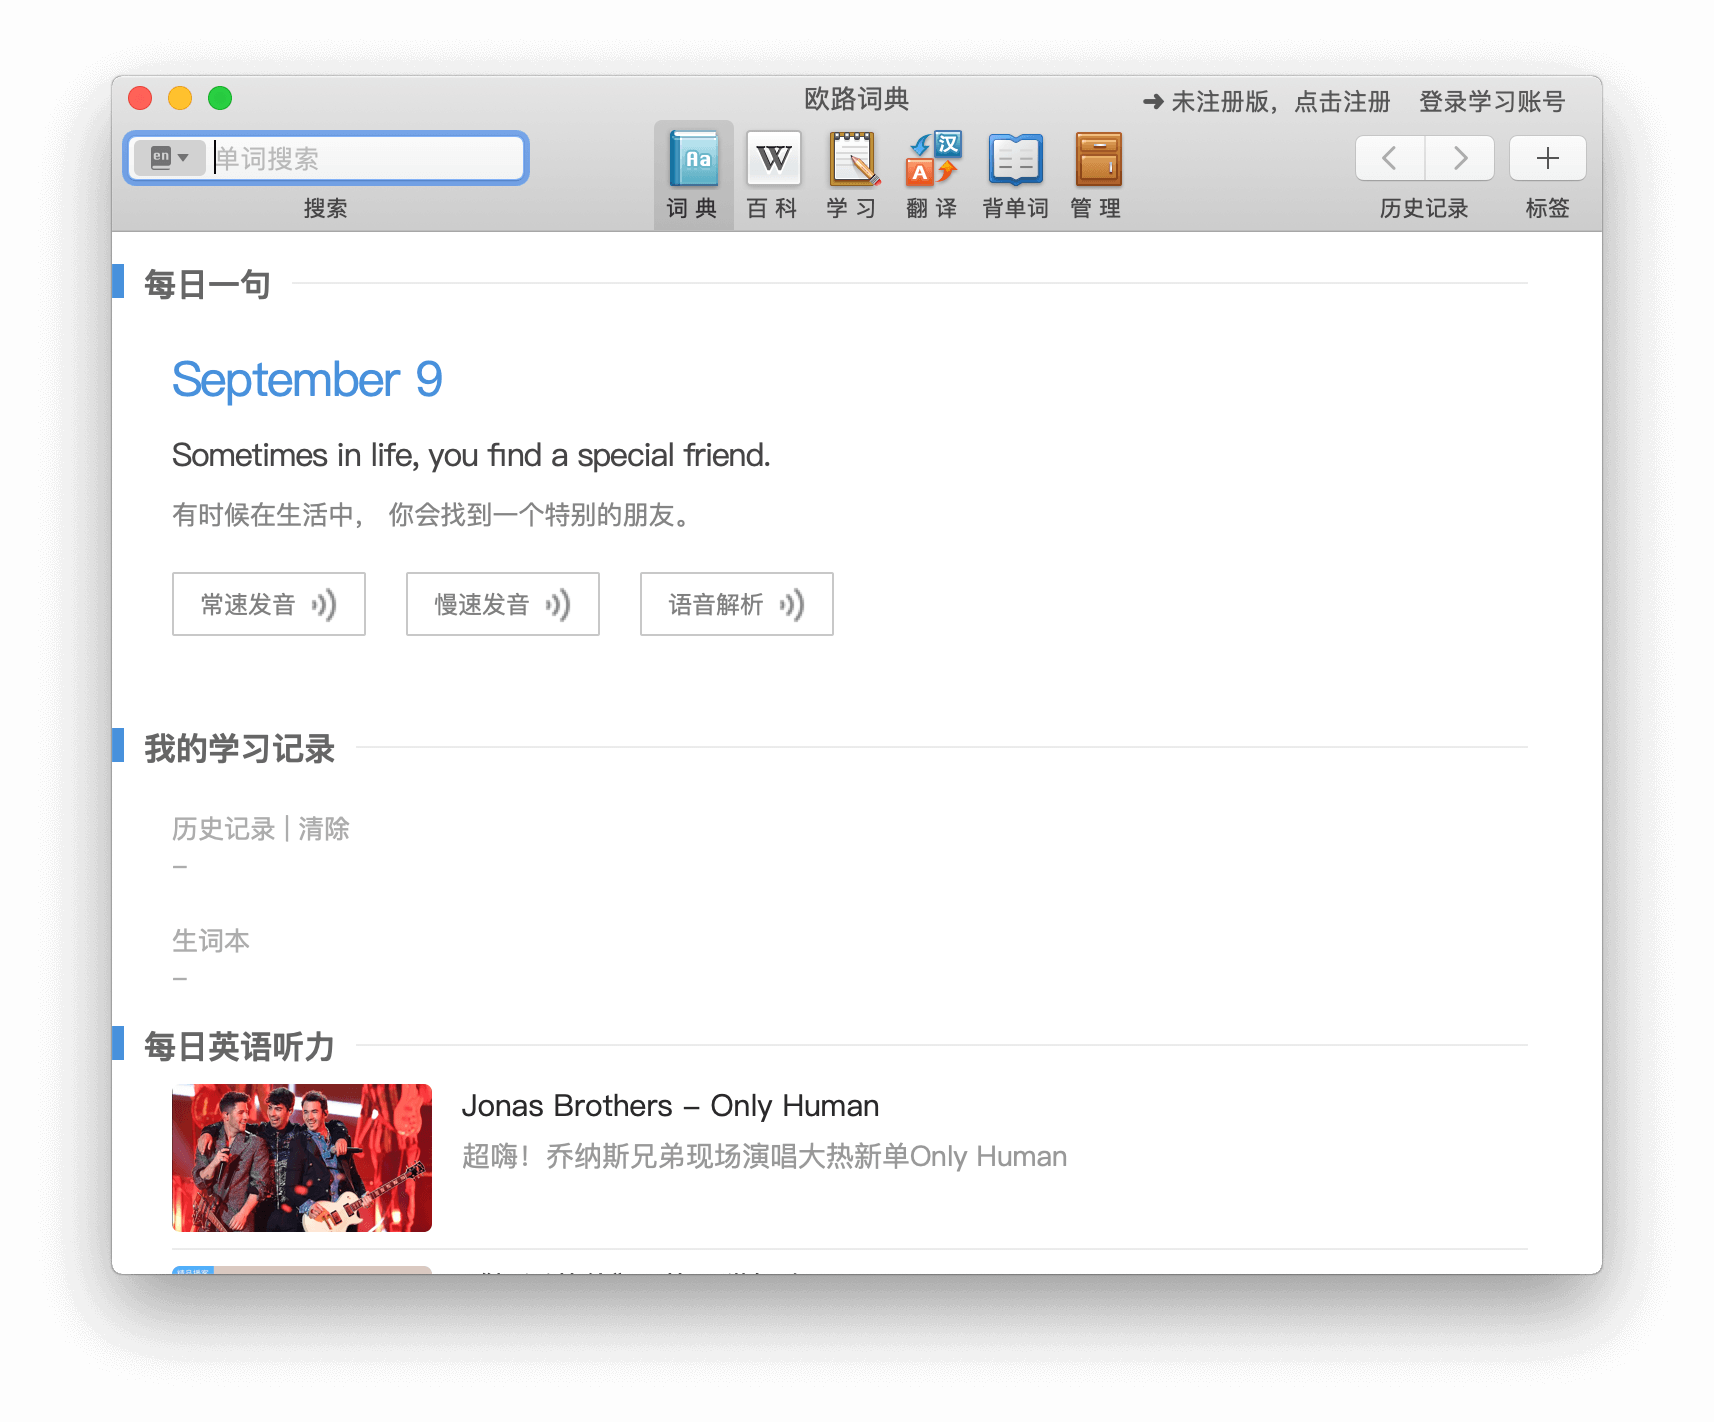 欧路词典
➜ 未注册版，点击注册 登录学习账号
en 单词搜索
Aa W 汉 A
搜索 词典 百科 学习 翻译 背单词 管理 历史记录 标签
每日一句
September 9
Sometimes in life, you find a special friend.
有时候在生活中， 你会找到一个特别的朋友。
常速发音 慢速发音 语音解析
我的学习记录
历史记录 | 清除
–
生词本
–
每日英语听力
Jonas Brothers – Only Human
超嗨！乔纳斯兄弟现场演唱大热新单Only Human